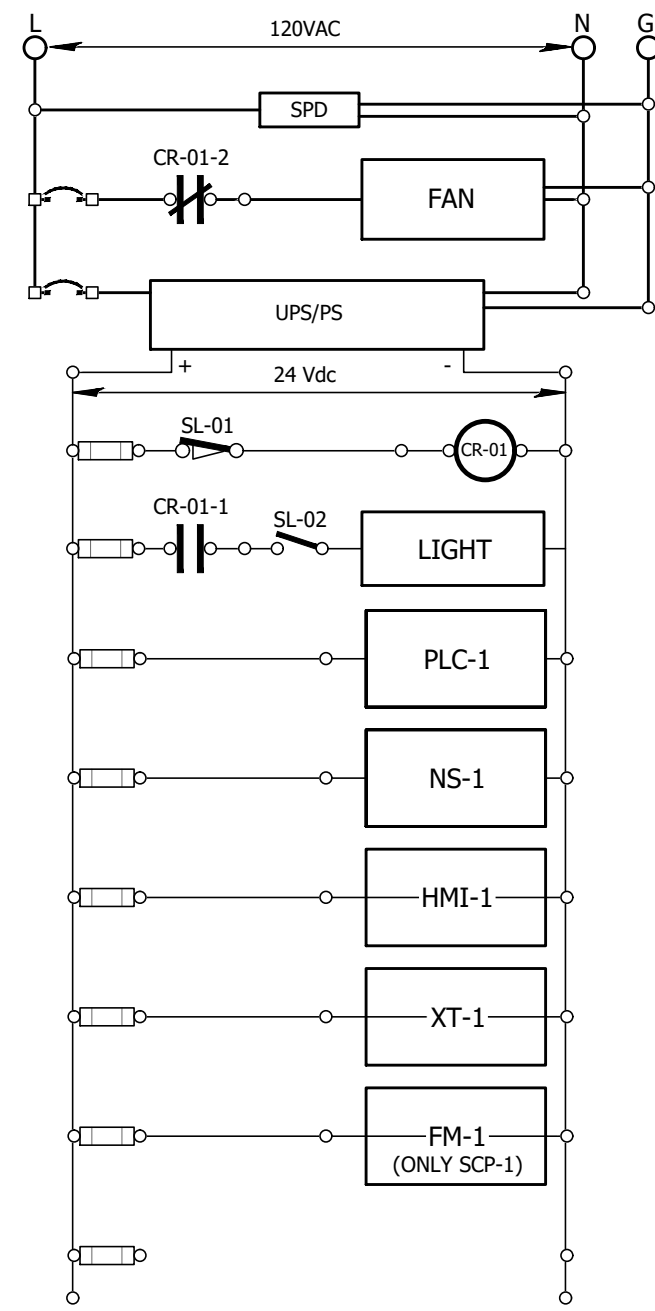 L
120VAC
N
G
SPD
CR-01-2
FAN
UPS/PS
+
-
24 Vdc
SL-01
CR-01
CR-01-1
SL-02
LIGHT
PLC-1
NS-1
HMI-1
XT-1
FM-1
(ONLY SCP-1)